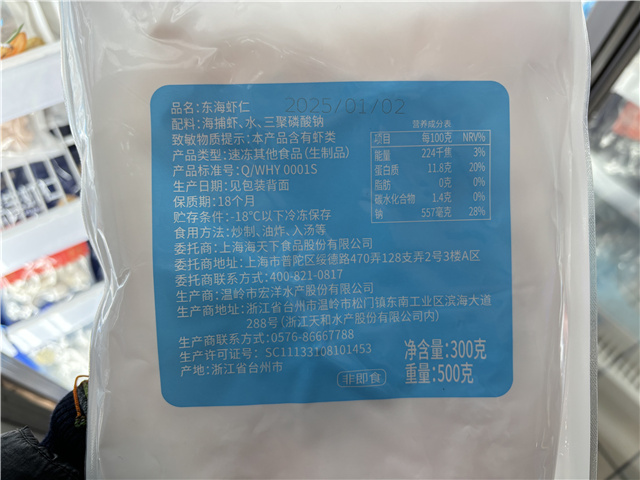 2025/01/02
品名：东海虾仁
配料：海捕虾、水、三聚磷酸钠
致敏物质提示：本产品含有虾类
产品类型：速冻其他食品（生制品）
产品标准号：Q/WHY 0001S
生产日期：见包装背面
保质期：18个月
贮存条件：-18℃以下冷冻保存
食用方法：炒制、油炸、入汤等
委托商：上海海天下食品股份有限公司
委托商地址：上海市普陀区绥德路470弄128支弄2号3楼A区
委托商联系方式：400-821-0817
生产商：温岭市宏洋水产股份有限公司
生产商地址：浙江省台州市温岭市松门镇东南工业区滨海大道
288号（浙江天和水产股份有限公司内）
生产商联系方式：0576-86667788
生产许可证号：SC11133108101453
产地：浙江省台州市
营养成分表
项目 每100克 NRV%
能量 224千焦 3%
蛋白质 11.8克 20%
脂肪 0克 0%
碳水化合物 1.4克 0%
钠 557毫克 28%
净含量:300克
重量:500克
非即食